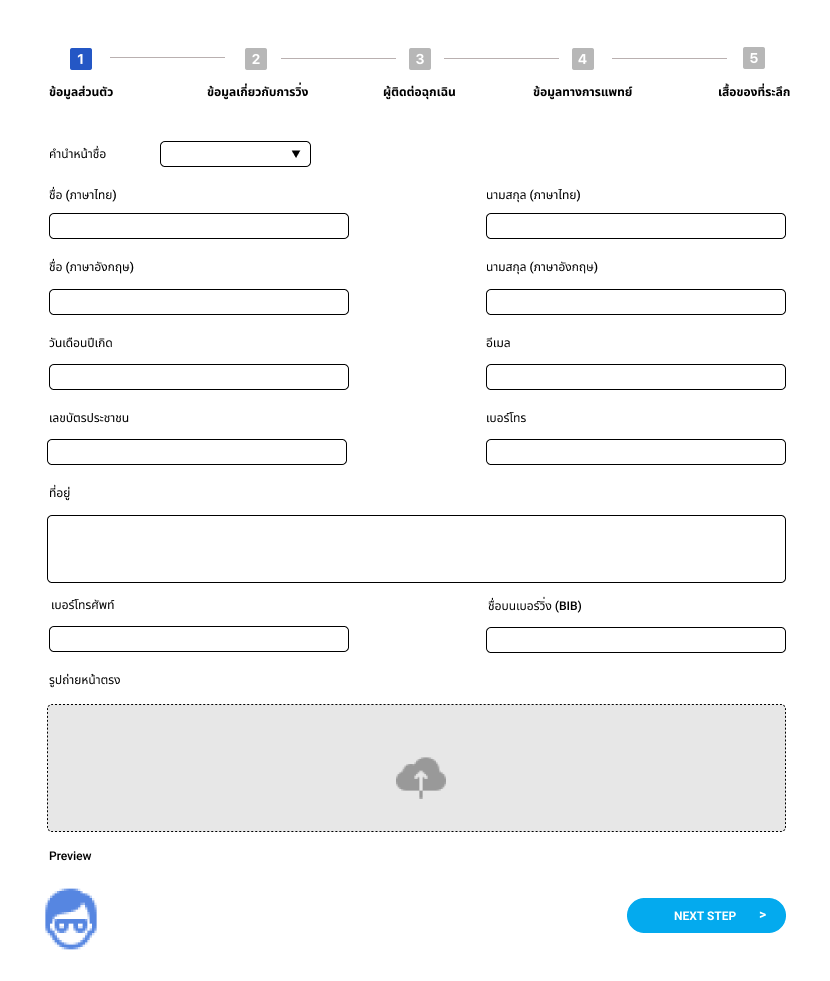 1 2 3 4 5
ข้อมูลส่วนตัว ข้อมูลเกี่ยวกับการวิ่ง ผู้ติดต่อฉุกเฉิน ข้อมูลทางการแพทย์ เสื้อของที่ระลึก
คำนำหน้าชื่อ
ชื่อ (ภาษาไทย) นามสกุล (ภาษาไทย)
ชื่อ (ภาษาอังกฤษ) นามสกุล (ภาษาอังกฤษ)
วันเดือนปีเกิด อีเมล
เลขบัตรประชาชน เบอร์โทร
ที่อยู่
เบอร์โทรศัพท์ ชื่อบนเบอร์วิ่ง (BIB)
รูปถ่ายหน้าตรง
Preview
NEXT STEP >